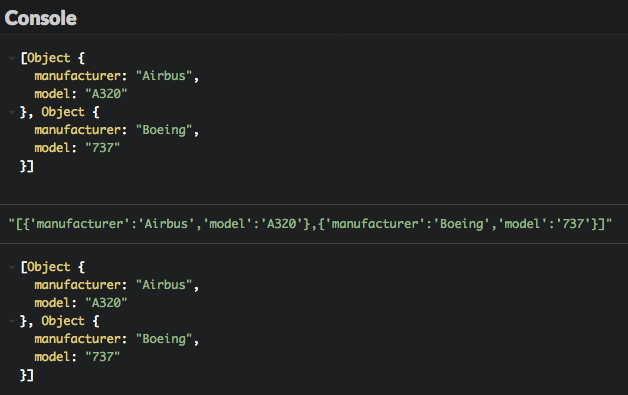 Console
[Object {
manufacturer: "Airbus",
model: "A320"
}, Object {
manufacturer: "Boeing",
model: "737"
}]
"[{'manufacturer':'Airbus','model':'A320'},{'manufacturer':'Boeing','model':'737'}]"
[Object {
manufacturer: "Airbus",
model: "A320"
}, Object {
manufacturer: "Boeing",
model: "737"
}]